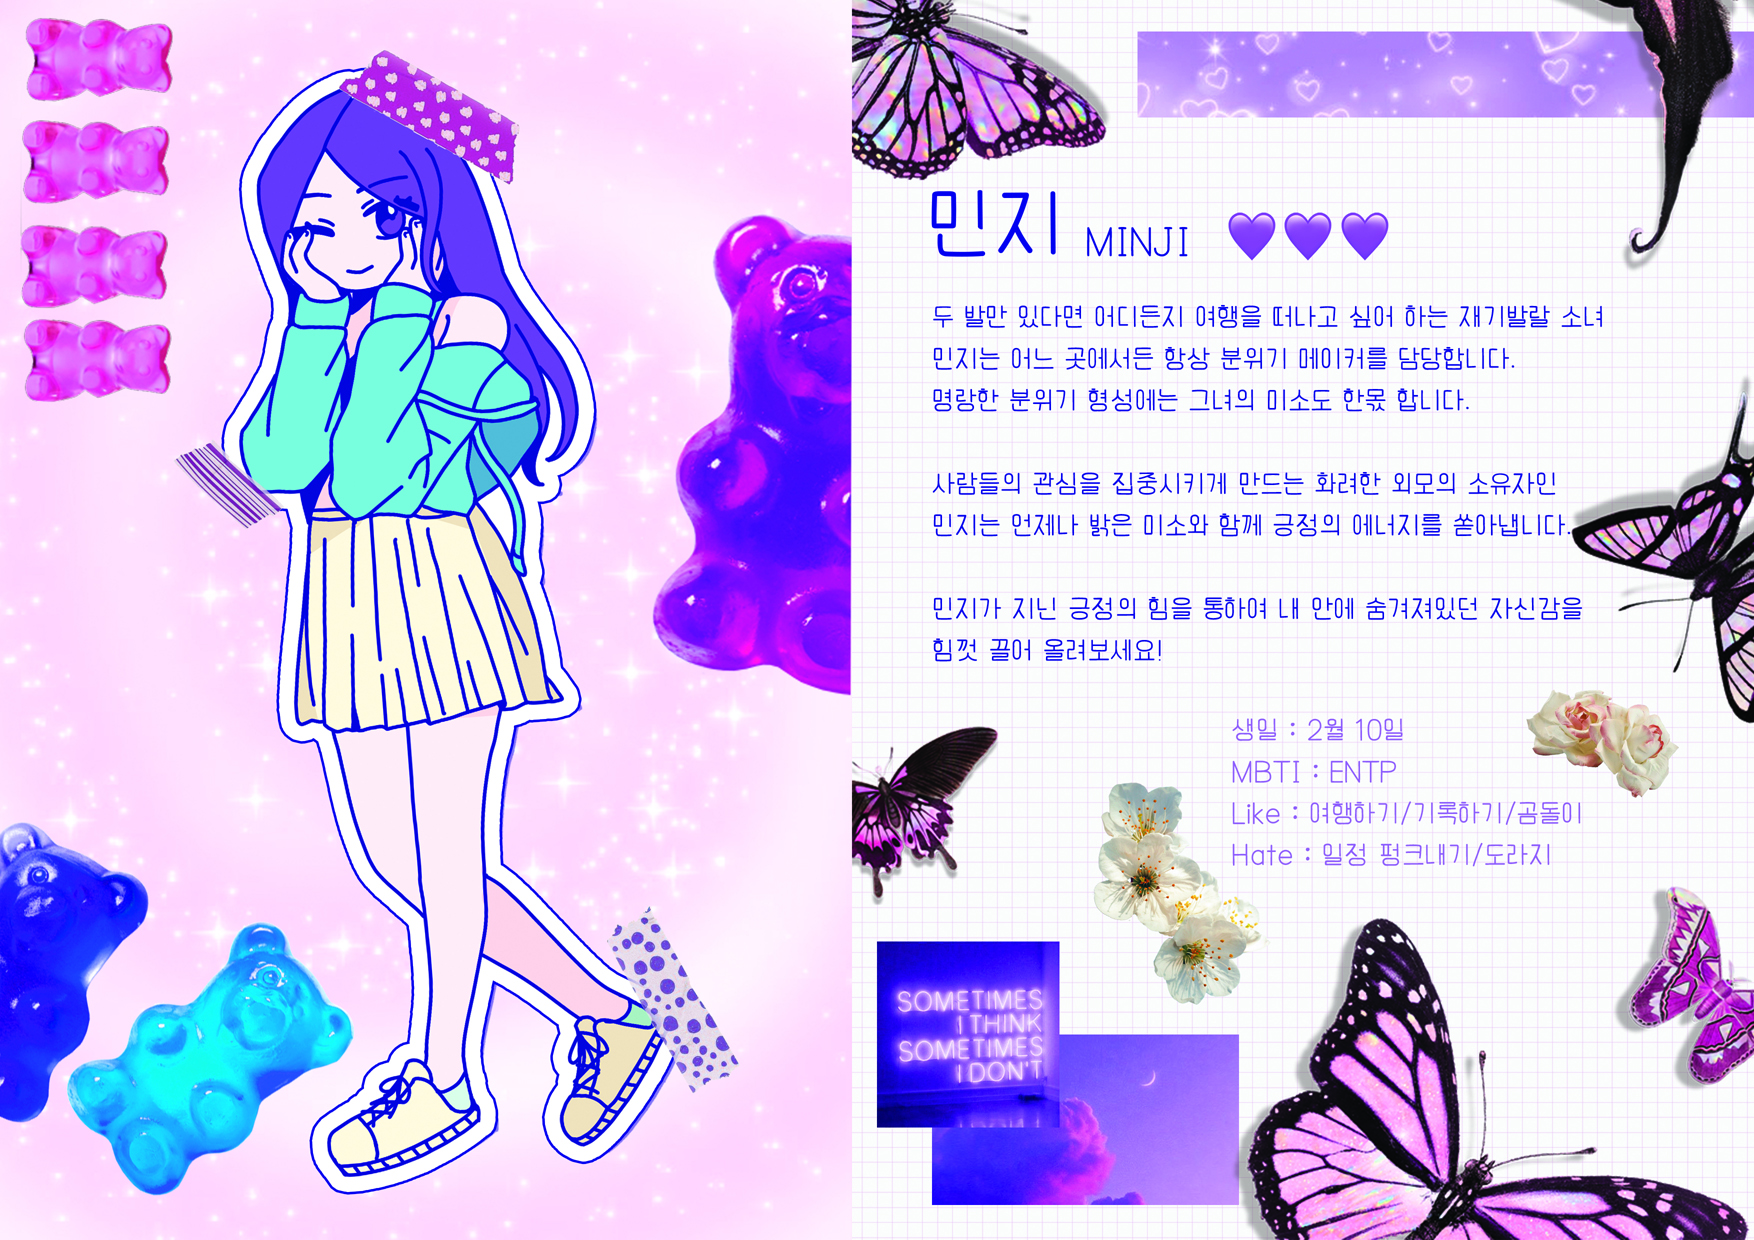 민지 MINJI 💜💜💜
두 발만 있다면 어디든지 여행을 떠나고 싶어 하는 재기발랄 소녀
민지는 어느 곳에서든 항상 분위기 메이커를 담당합니다.
명랑한 분위기 형성에는 그녀의 미소도 한몫 합니다.
사람들의 관심을 집중시키게 만드는 화려한 외모의 소유자인
민지는 언제나 밝은 미소와 함께 긍정의 에너지를 쏟아냅니다.
민지가 지닌 긍정의 힘을 통하여 내 안에 숨겨져있던 자신감을
힘껏 끌어 올려보세요!
생일 : 2월 10일
MBTI : ENTP
Like : 여행하기/기록하기/곰돌이
Hate : 일정 펑크내기/도라지
SOMETIMES
I THINK
SOMETIMES
I DON'T